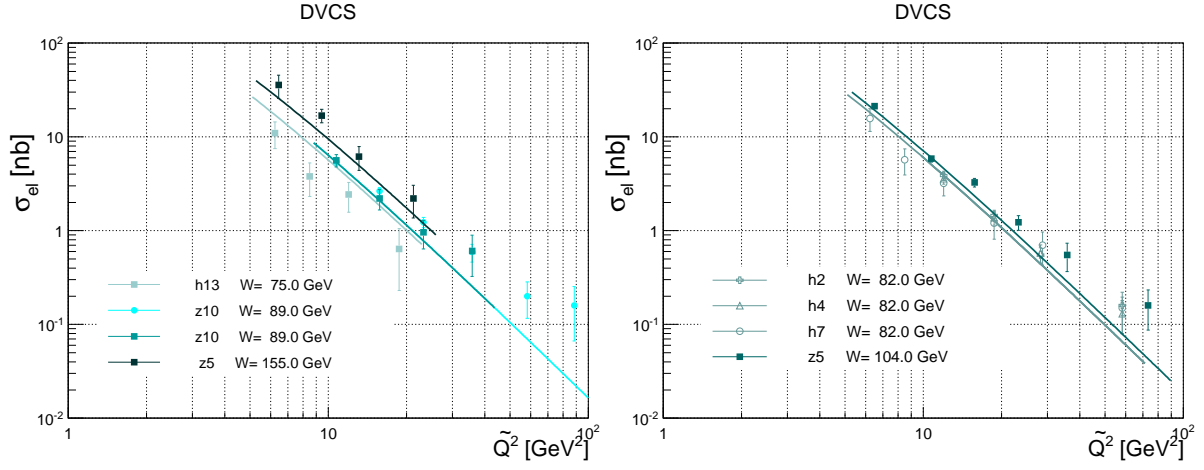 DVCS
σel [nb]
10²
10
1
10⁻¹
10⁻²
h13 W= 75.0 GeV
z10 W= 89.0 GeV
z10 W= 89.0 GeV
z5 W= 155.0 GeV
1 10 10²
Q̃² [GeV²]
DVCS
σel [nb]
10²
10
1
10⁻¹
10⁻²
h2 W= 82.0 GeV
h4 W= 82.0 GeV
h7 W= 82.0 GeV
z5 W= 104.0 GeV
1 10 10²
Q̃² [GeV²]